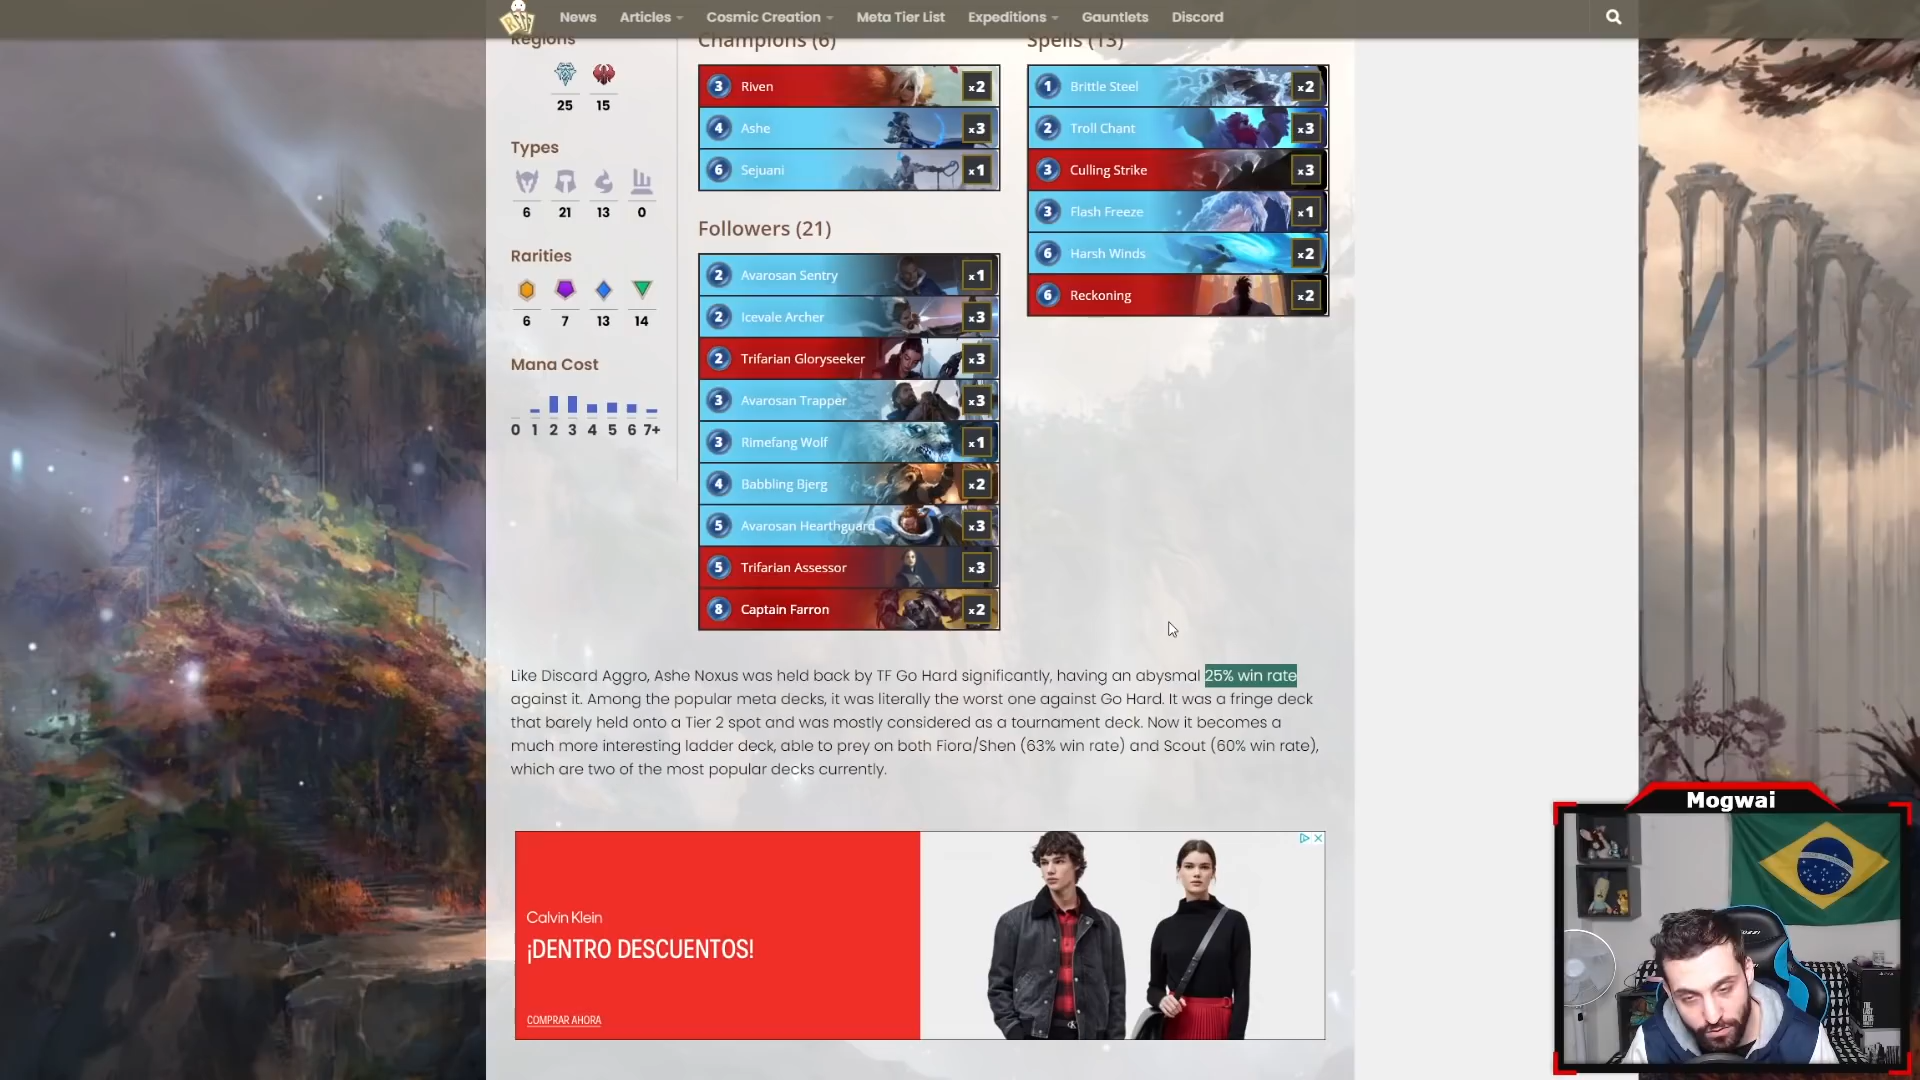 News
Articles
Cosmic Creation
Meta Tier List
Expeditions
Gauntlets
Discord
Regions
25 15
Types
6 21 13 0
Rarities
6 7 13 14
Mana Cost
0 1 2 3 4 5 6 7+
Champions (6)
3 Riven x2
4 Ashe x3
6 Sejuani x1
Followers (21)
2 Avarosan Sentry x1
2 Icevale Archer x3
2 Trifarian Gloryseeker x3
3 Avarosan Trapper x3
3 Rimefang Wolf x1
4 Babbling Bjerg x2
5 Avarosan Hearthguard x3
5 Trifarian Assessor x3
8 Captain Farron x2
Spells (13)
1 Brittle Steel x2
2 Troll Chant x3
3 Culling Strike x3
3 Flash Freeze x1
6 Harsh Winds x2
6 Reckoning x2
Like Discard Aggro, Ashe Noxus was held back by TF Go Hard significantly, having an abysmal 25% win rate
against it. Among the popular meta decks, it was literally the worst one against Go Hard. It was a fringe deck
that barely held onto a Tier 2 spot and was mostly considered as a tournament deck. Now it becomes a
much more interesting ladder deck, able to prey on both Fiora/Shen (63% win rate) and Scout (60% win rate),
which are two of the most popular decks currently.
Calvin Klein
¡DENTRO DESCUENTOS!
COMPRAR AHORA
Mogwai